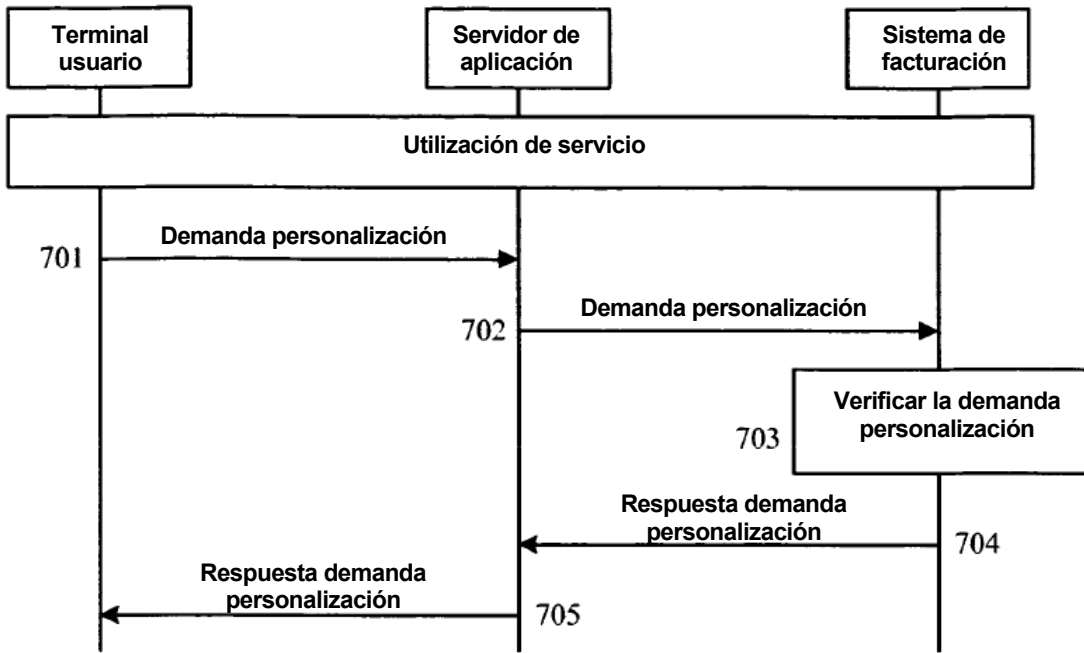 Terminal
usuario
Servidor de
aplicación
Sistema de
facturación
Utilización de servicio
Demanda personalización
701
Demanda personalización
702
Verificar la demanda
personalización
703
Respuesta demanda
personalización
704
Respuesta demanda
personalización
705